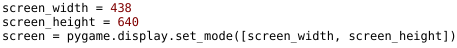 screen_width = 438
screen_height = 640
screen = pygame.display.set_mode([screen_width, screen_height])